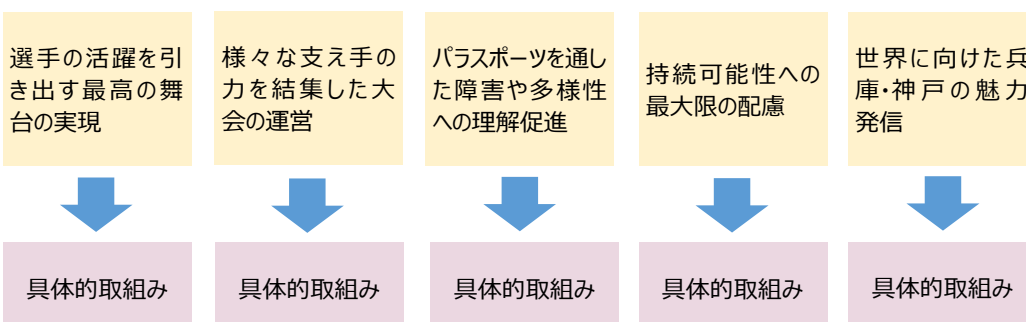 選手の活躍を引
き出す最高の舞
台の実現
様々な支え手の
力を結集した大
会の運営
パラスポーツを通し
た障害や多様性
への理解促進
持続可能性への
最大限の配慮
世界に向けた兵
庫・神戸の魅力
発信
具体的取組み
具体的取組み
具体的取組み
具体的取組み
具体的取組み